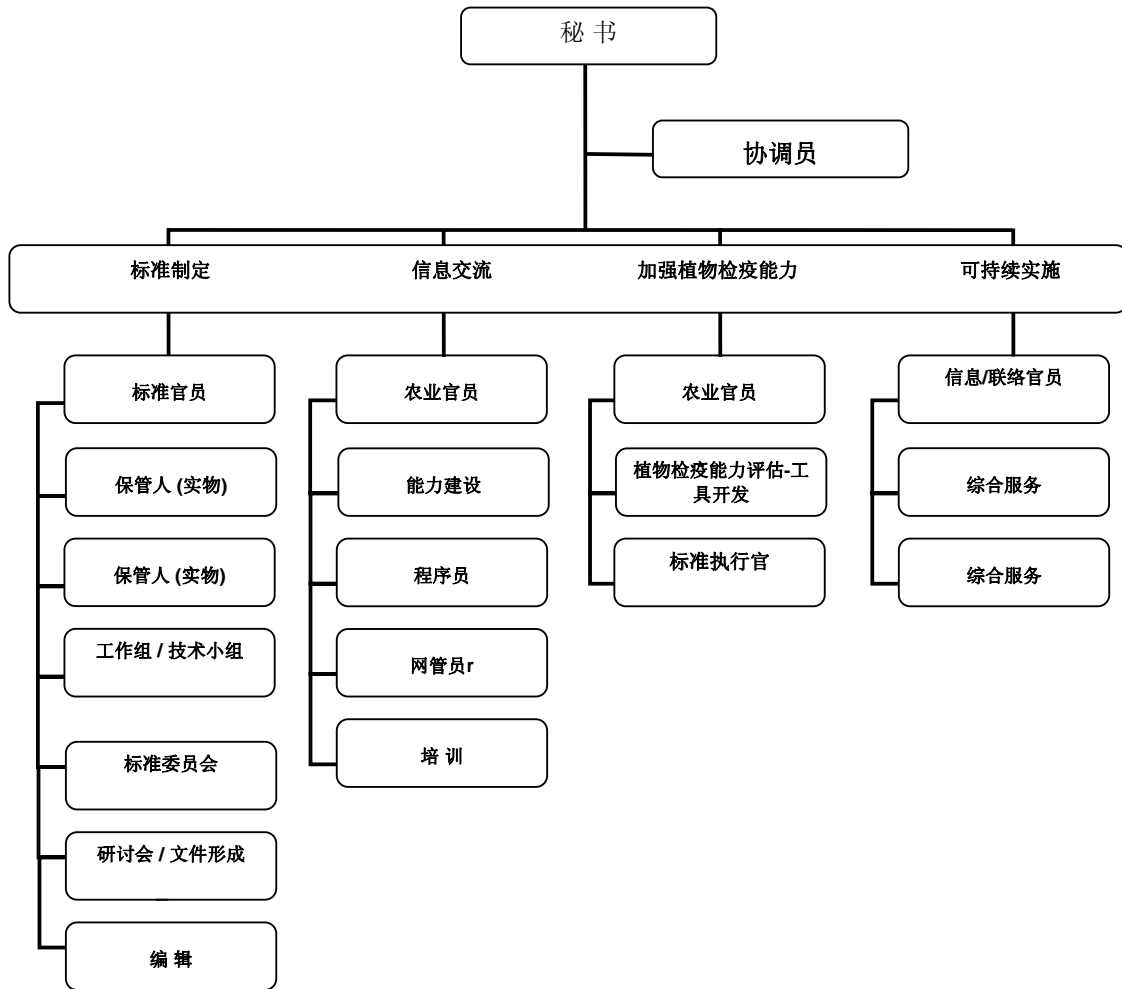 秘 书
协调员
标准制定
信息交流
加强植物检疫能力
可持续实施
标准官员
保管人 (实物)
保管人 (实物)
工作组 / 技术小组
标准委员会
研讨会 / 文件形成
编 辑
农业官员
能力建设
程序员
网管员r
培 训
农业官员
植物检疫能力评估-工
具开发
标准执行官
信息/联络官员
综合服务
综合服务